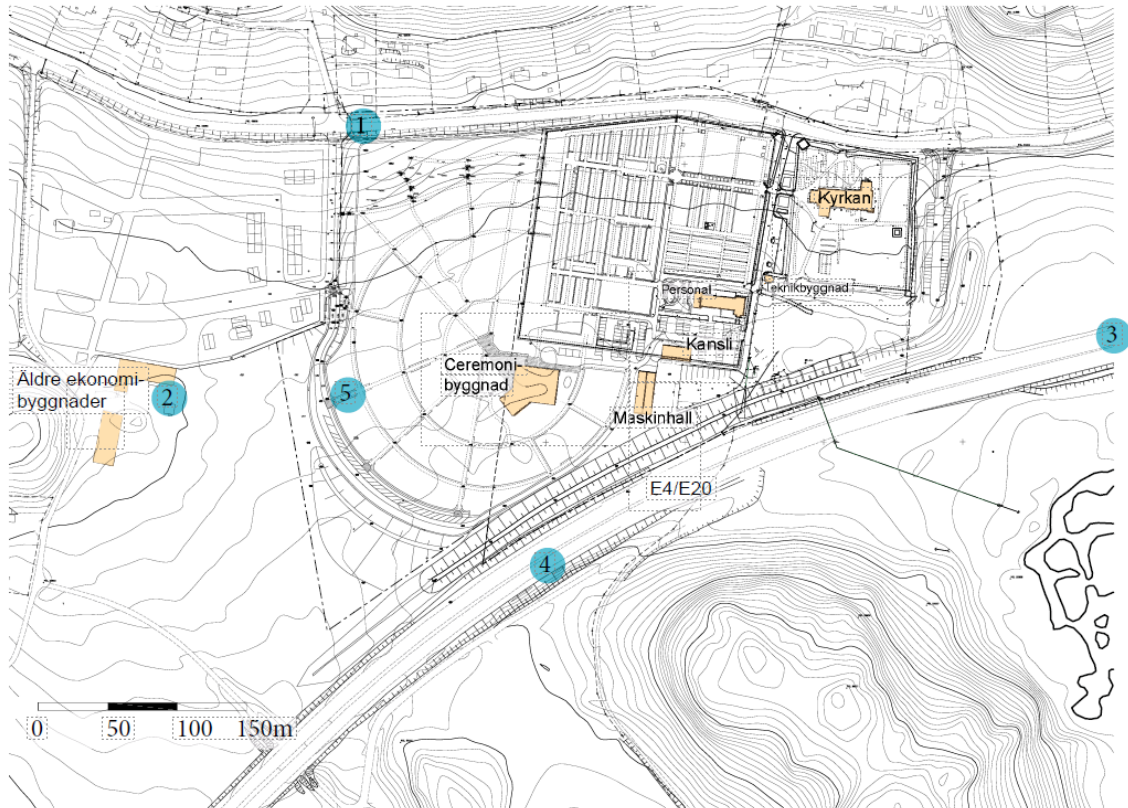 1
Kyrkan
Personal
Teknikbyggnad
3
Kansli
Ceremoni-
byggnad
Äldre ekonomi-
byggnader
2
5
Maskinhall
E4/E20
4
0 50 100 150m